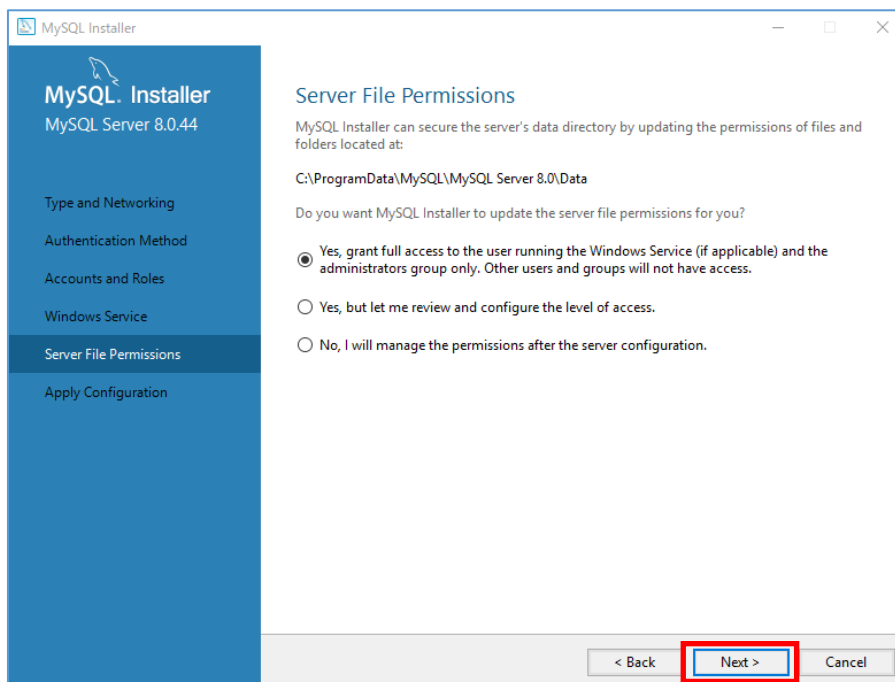 MySQL Installer
MySQL. Installer
MySQL Server 8.0.44
Type and Networking
Authentication Method
Accounts and Roles
Windows Service
Server File Permissions
Apply Configuration
Server File Permissions
MySQL Installer can secure the server's data directory by updating the permissions of files and
folders located at:
C:\ProgramData\MySQL\MySQL Server 8.0\Data
Do you want MySQL Installer to update the server file permissions for you?
Yes, grant full access to the user running the Windows Service (if applicable) and the
administrators group only. Other users and groups will not have access.
Yes, but let me review and configure the level of access.
No, I will manage the permissions after the server configuration.
< Back
Next >
Cancel